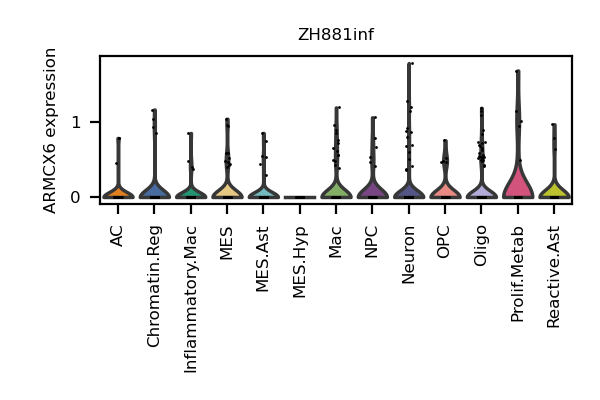 ZH881inf
ARMCX6 expression
1
0
AC
Chromatin.Reg
Inflammatory.Mac
MES
MES.Ast
MES.Hyp
Mac
NPC
Neuron
OPC
Oligo
Prolif.Metab
Reactive.Ast